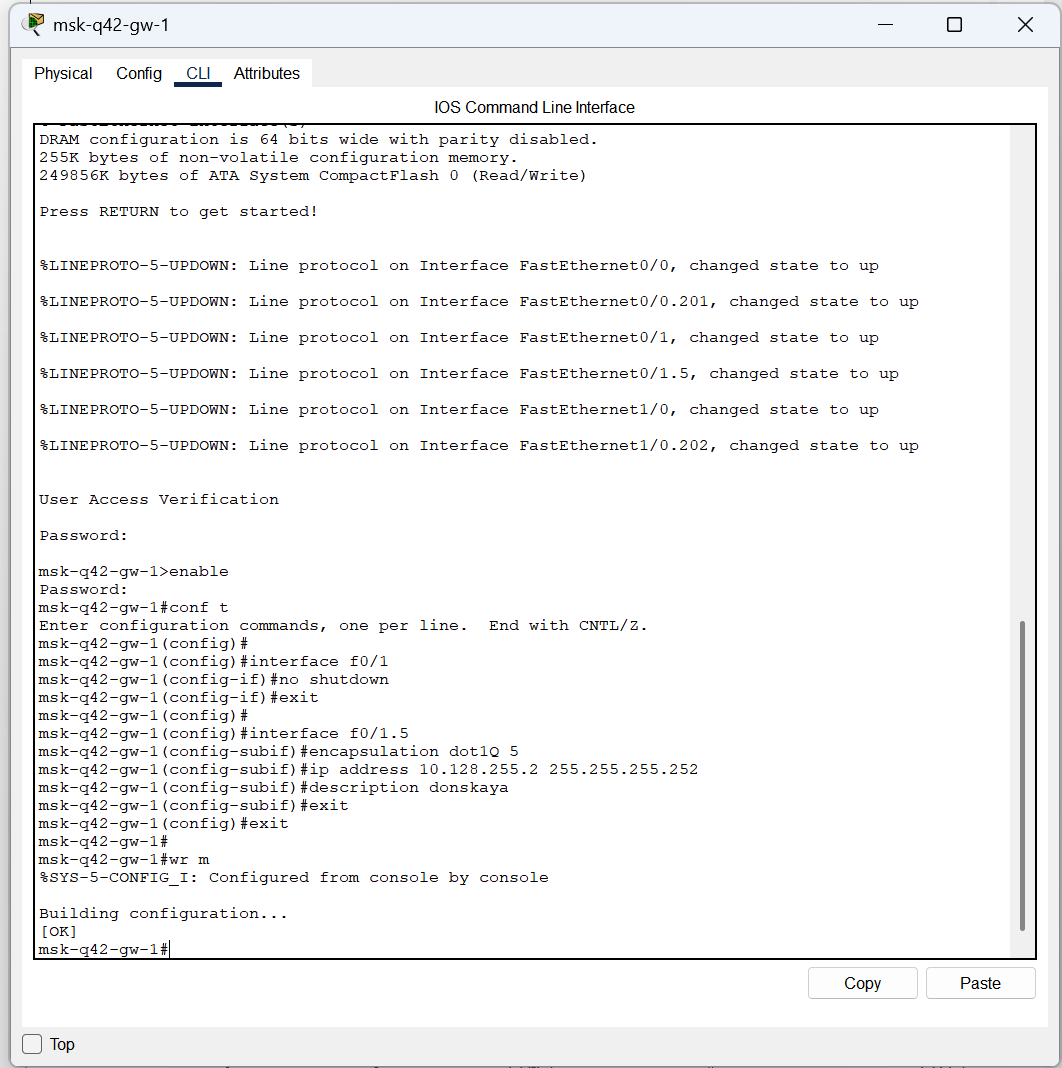 msk-q42-gw-1
Physical Config CLI Attributes
IOS Command Line Interface
DRAM configuration is 64 bits wide with parity disabled.
255K bytes of non-volatile configuration memory.
249856K bytes of ATA System CompactFlash 0 (Read/Write)
Press RETURN to get started!
%LINEPROTO-5-UPDOWN: Line protocol on Interface FastEthernet0/0, changed state to up
%LINEPROTO-5-UPDOWN: Line protocol on Interface FastEthernet0/0.201, changed state to up
%LINEPROTO-5-UPDOWN: Line protocol on Interface FastEthernet0/1, changed state to up
%LINEPROTO-5-UPDOWN: Line protocol on Interface FastEthernet0/1.5, changed state to up
%LINEPROTO-5-UPDOWN: Line protocol on Interface FastEthernet1/0, changed state to up
%LINEPROTO-5-UPDOWN: Line protocol on Interface FastEthernet1/0.202, changed state to up
User Access Verification
Password:
msk-q42-gw-1>enable
Password:
msk-q42-gw-1#conf t
Enter configuration commands, one per line.  End with CNTL/Z.
msk-q42-gw-1(config)#
msk-q42-gw-1(config)#interface f0/1
msk-q42-gw-1(config-if)#no shutdown
msk-q42-gw-1(config-if)#exit
msk-q42-gw-1(config)#
msk-q42-gw-1(config)#interface f0/1.5
msk-q42-gw-1(config-subif)#encapsulation dot1Q 5
msk-q42-gw-1(config-subif)#ip address 10.128.255.2 255.255.255.252
msk-q42-gw-1(config-subif)#description donskaya
msk-q42-gw-1(config-subif)#exit
msk-q42-gw-1(config)#exit
msk-q42-gw-1#
msk-q42-gw-1#wr m
%SYS-5-CONFIG_I: Configured from console by console
Building configuration...
[OK]
msk-q42-gw-1#
Copy Paste
Top